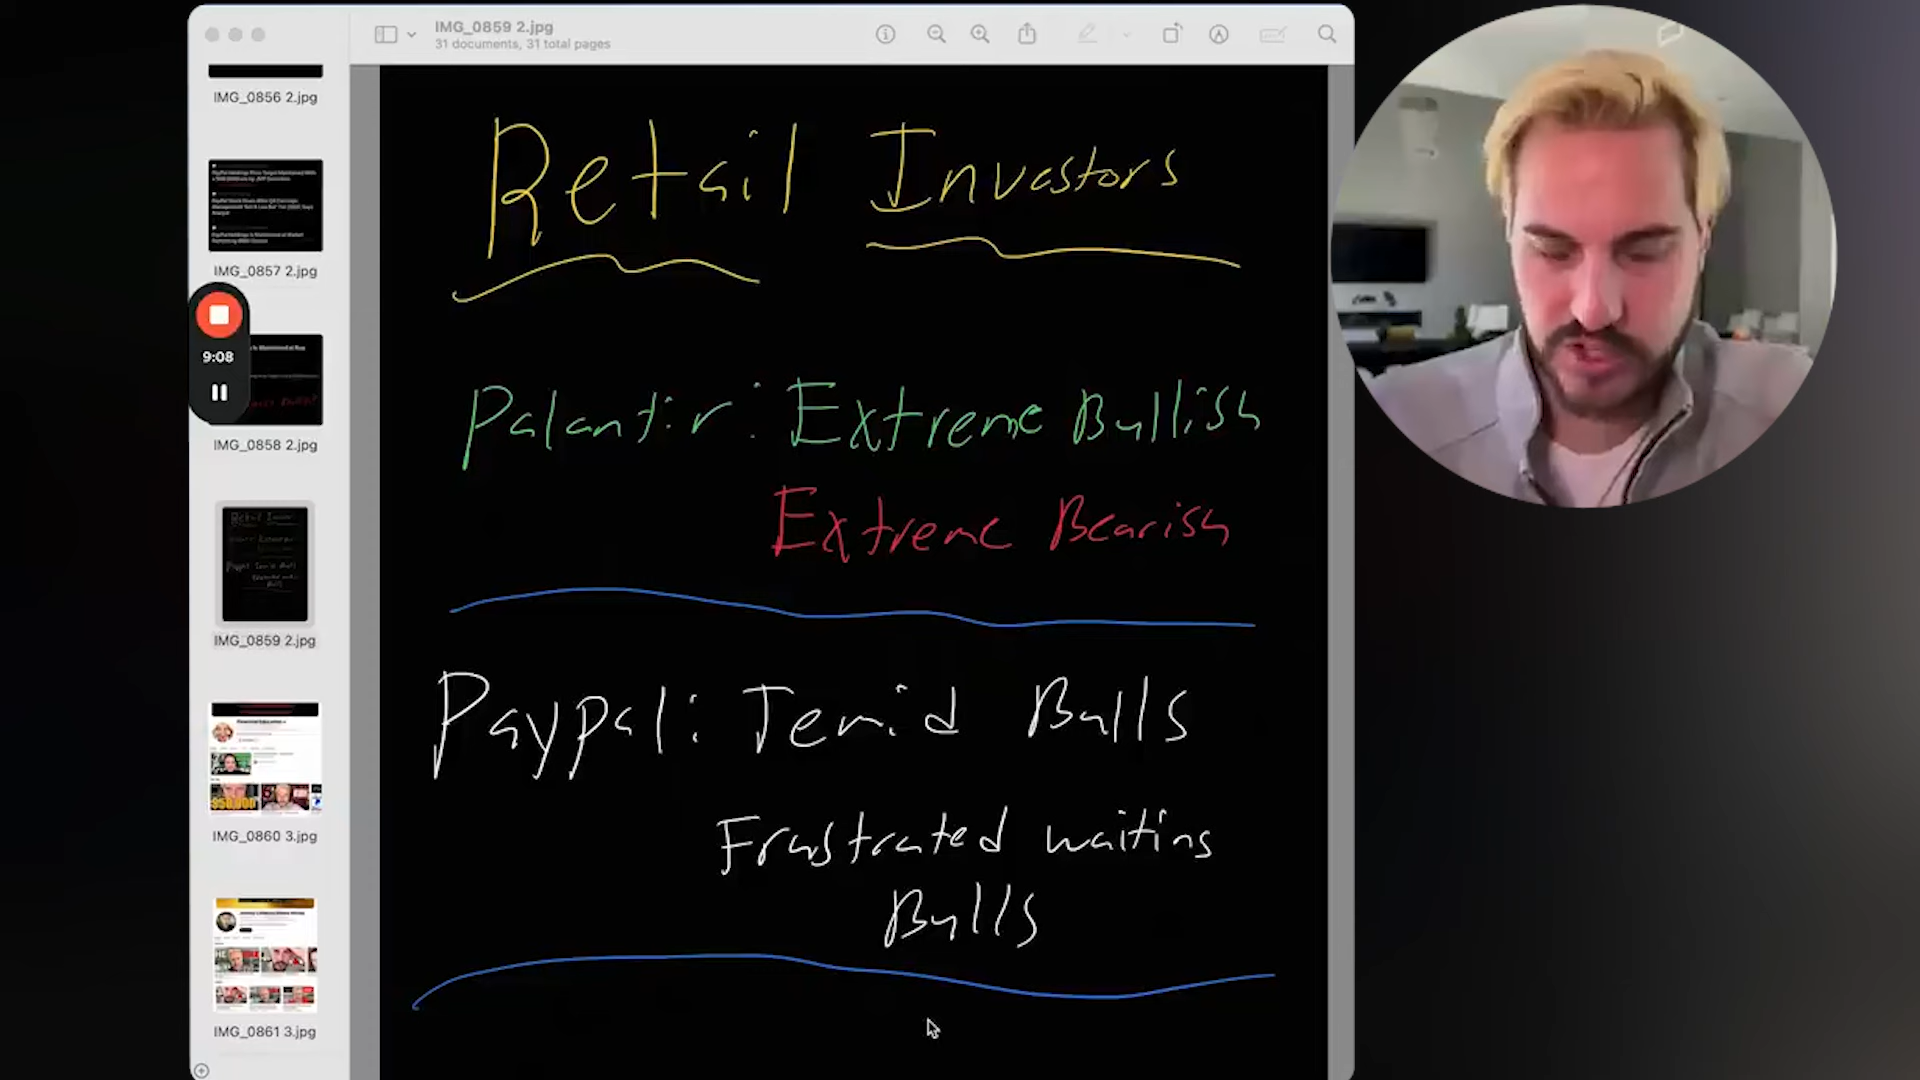 IMG_0859 2.jpg
31 documents, 31 total pages
IMG_0856 2.jpg
IMG_0857 2.jpg
9:08
IMG_0858 2.jpg
IMG_0859 2.jpg
IMG_0860 3.jpg
IMG_0861 3.jpg
Retail Invastors
Palantir: Extreme Bullish
Extreme Bearish
Paypal: Temid Bulls
Frustrated waiting
Bulls